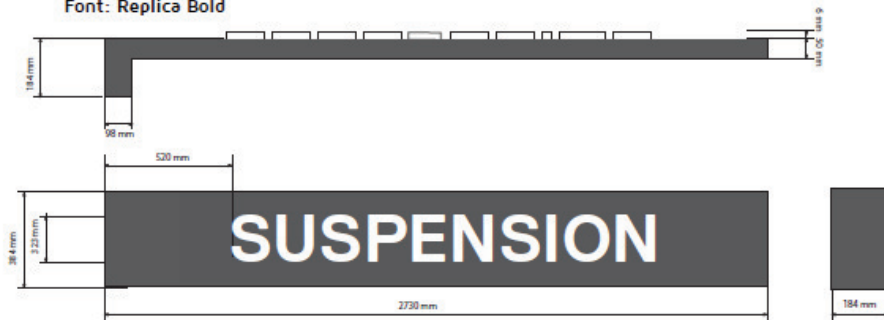 Font: Replica Bold
6 mm
50 mm
184 mm
98 mm
520 mm
384 mm
323 mm
SUSPENSION
2730 mm
184 mm